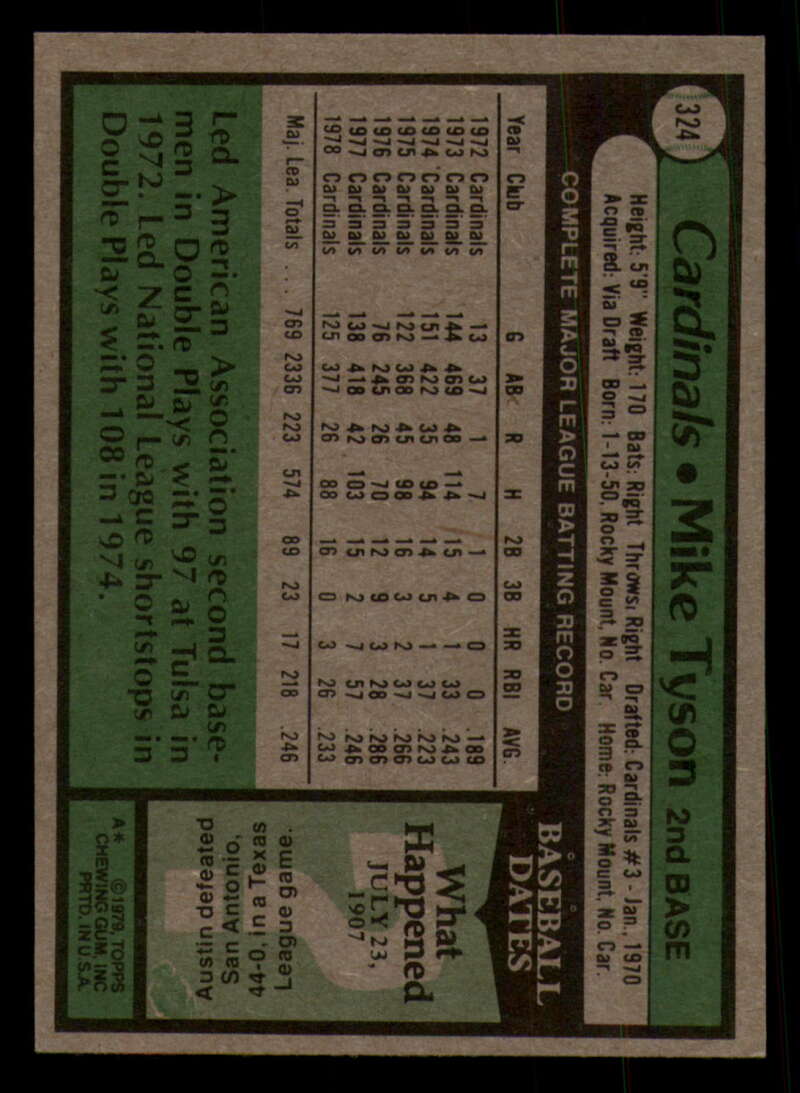 324
Cardinals • Mike Tyson 2nd BASE
Height: 5'9" Weight: 170 Bats: Right Throws: Right Drafted: Cardinals #3 - Jan., 1970
Acquired: Via Draft Born: 1-13-50, Rocky Mount, No. Car. Home: Rocky Mount, No. Car.
COMPLETE MAJOR LEAGUE BATTING RECORD
Year Club G AB R H 2B 3B HR RBI AVG.
1972 Cardinals 13 37 1 7 1 0 0 0 .189
1973 Cardinals 144 469 48 114 15 4 1 33 .243
1974 Cardinals 151 422 35 94 14 5 1 37 .223
1975 Cardinals 122 368 45 98 16 3 2 37 .266
1976 Cardinals 76 245 26 70 12 9 3 28 .286
1977 Cardinals 138 418 42 103 15 2 7 57 .246
1978 Cardinals 125 377 26 88 16 0 3 26 .233
Maj. Lea. Totals . . . 769 2336 223 574 89 23 17 218 .246
Led American Association second base-
men in Double Plays with 97 at Tulsa in
1972. Led National League shortstops in
Double Plays with 108 in 1974.
BASEBALL
DATES
What
Happened
JULY 23,
1907
?
Austin defeated
San Antonio,
44-0, in a Texas
League game.
A* ©1979, TOPPS
CHEWING GUM, INC
PRTD. IN U.S.A.